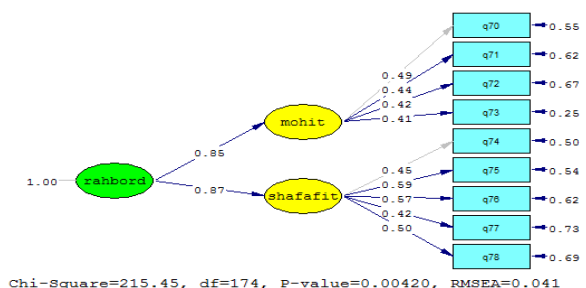 q70 0.55
q71 0.62
0.49
0.44
q72 0.67
0.42
mohit
0.41
q73 0.25
0.85
q74 0.50
0.45
q75 0.54
1.00 rahbord
0.59
0.87
shafafit
0.57
q76 0.62
0.42
q77 0.73
0.50
q78 0.69
Chi-Square=215.45, df=174, P-value=0.00420, RMSEA=0.041